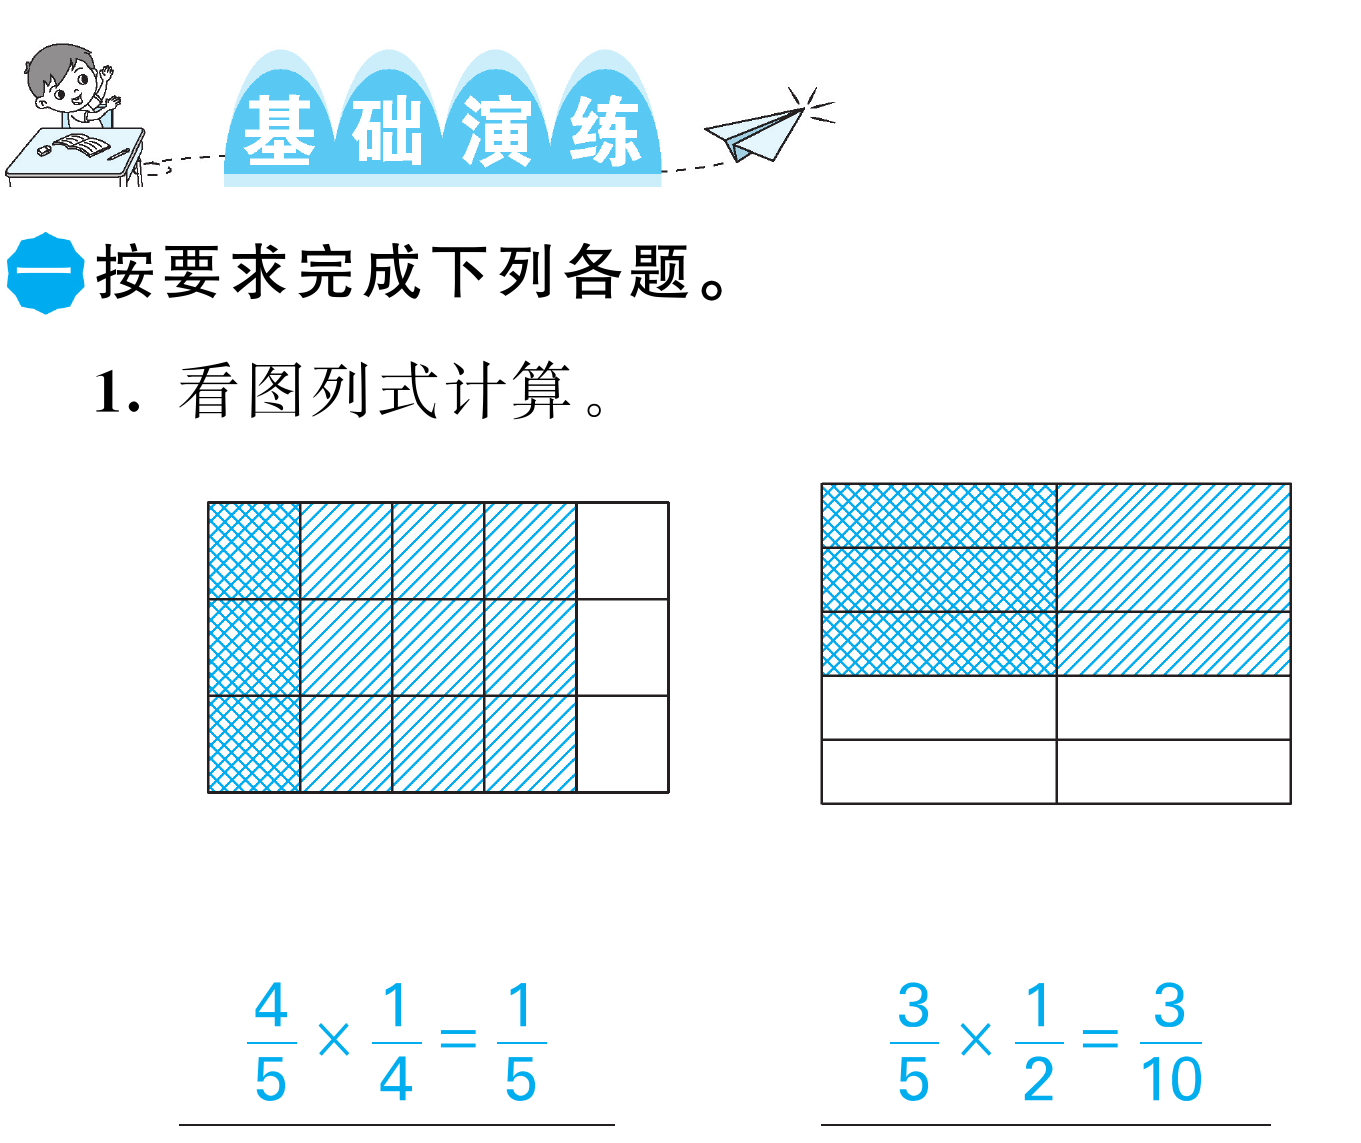 基础演练
一 按要求完成下列各题。
1. 看图列式计算。
4/5 × 1/4 = 1/5
3/5 × 1/2 = 3/10